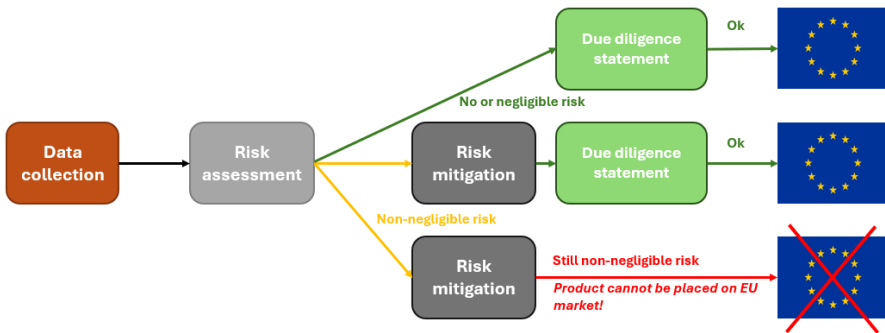 Due diligence
statement
Ok
No or negligible risk
Data
collection
Risk
assessment
Risk
mitigation
Due diligence
statement
Ok
Non-negligible risk
Risk
mitigation
Still non-negligible risk
Product cannot be placed on EU
market!